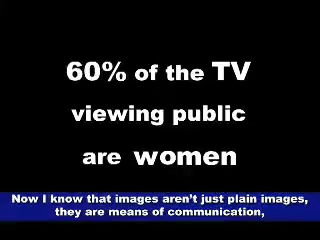 60% of the TV
viewing public
are women
Now I know that images aren't just plain images,
they are means of communication,